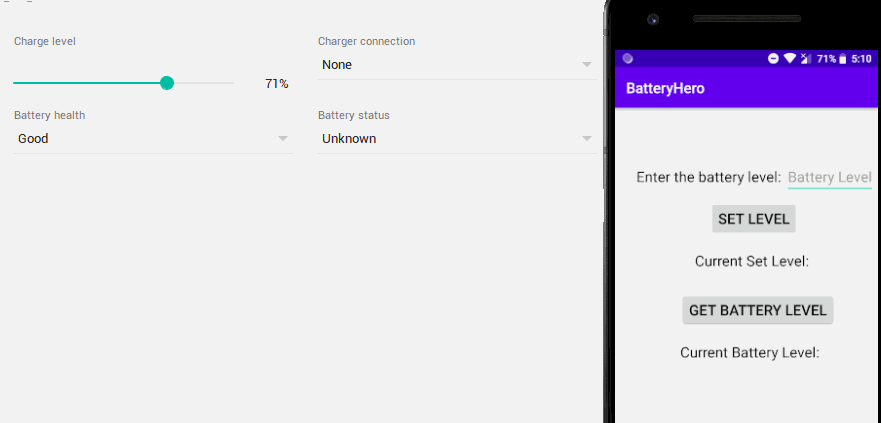 Charge level
71%
Charger connection
None
Battery health
Good
Battery status
Unknown
71% 5:10
BatteryHero
Enter the battery level: Battery Level
SET LEVEL
Current Set Level:
GET BATTERY LEVEL
Current Battery Level: